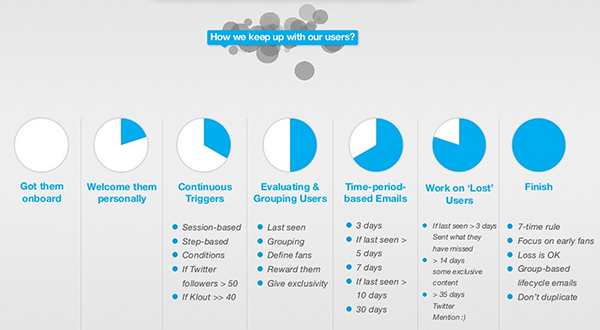 How we keep up with our users?
Got them
onboard
Welcome them
personally
Continuous
Triggers
Session-based
Step-based
Conditions
If Twitter
followers > 50
If Klout >> 40
Evaluating &
Grouping Users
Last seen
Grouping
Define fans
Reward them
Give exclusivity
Time-period-
based Emails
3 days
If last seen >
5 days
7 days
If last seen >
10 days
30 days
Work on ‘Lost’
Users
If last seen > 3 days
Sent what they
have missed
> 14 days
some exclusive
content
> 35 days
Twitter
Mention :)
Finish
7-time rule
Focus on early fans
Loss is OK
Group-based
lifecycle emails
Don’t duplicate